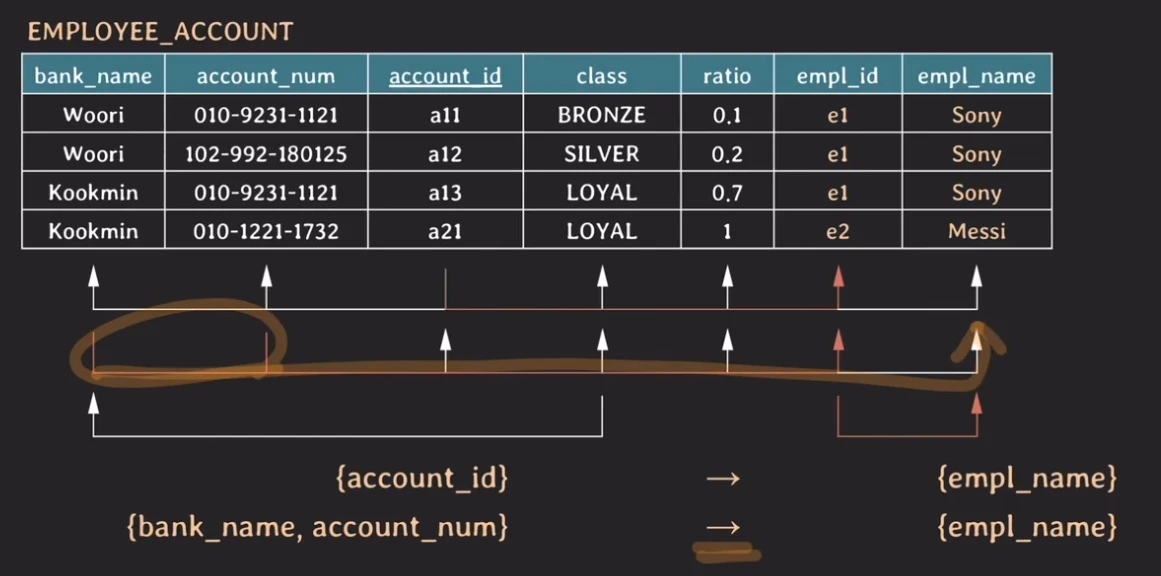 EMPLOYEE_ACCOUNT
bank_name account_num account_id class ratio empl_id empl_name
Woori 010-9231-1121 a11 BRONZE 0.1 e1 Sony
Woori 102-992-180125 a12 SILVER 0.2 e1 Sony
Kookmin 010-9231-1121 a13 LOYAL 0.7 e1 Sony
Kookmin 010-1221-1732 a21 LOYAL 1 e2 Messi
{account_id} → {empl_name}
{bank_name, account_num} → {empl_name}